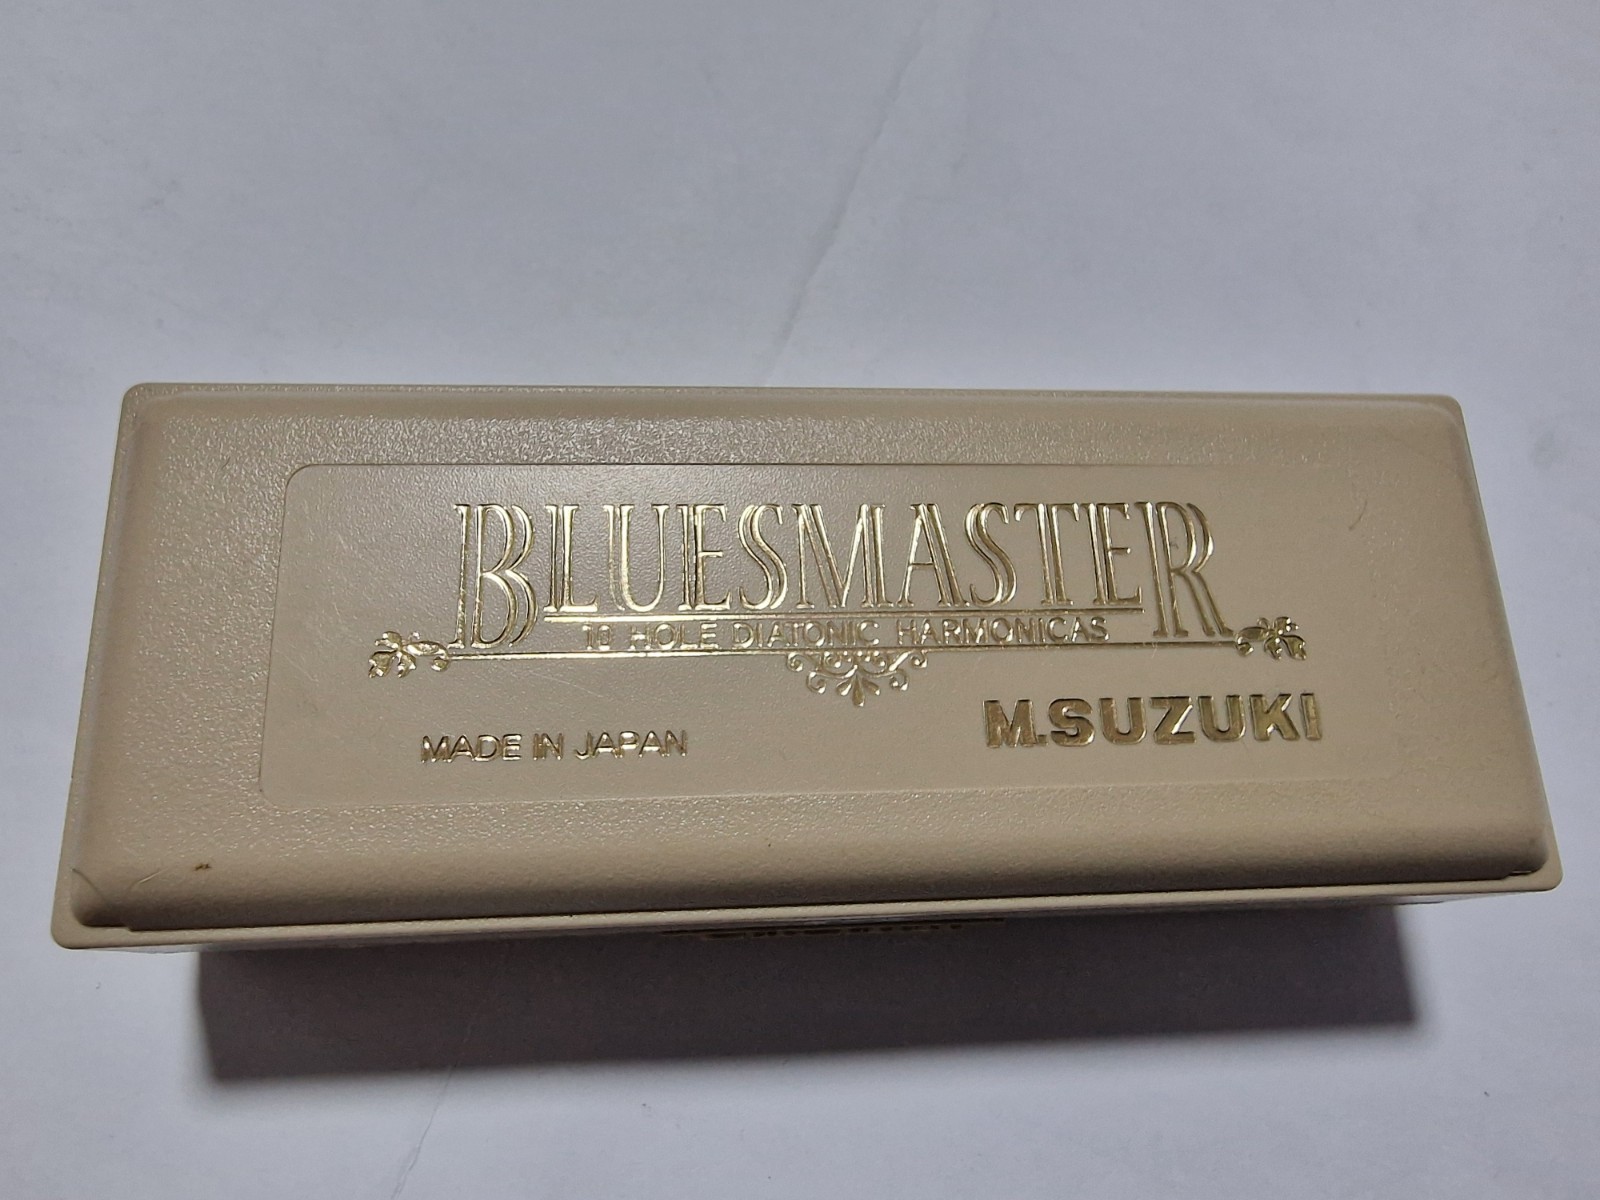 BLUESMASTER
10 HOLE DIATONIC HARMONICAS
M.SUZUKI
MADE IN JAPAN